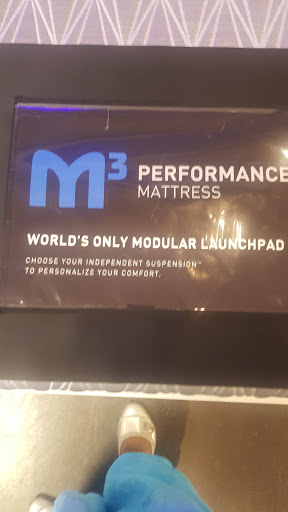 M³ PERFORMANCE
MATTRESS
WORLD'S ONLY MODULAR LAUNCHPAD
CHOOSE YOUR INDEPENDENT SUSPENSION™
TO PERSONALIZE YOUR COMFORT.